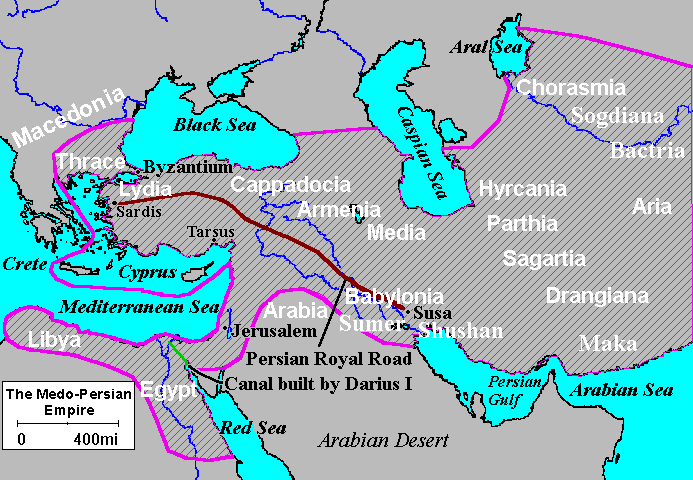 Aral Sea
Chorasmia
Macedonia
Sogdiana
Black Sea
Caspian Sea
Bactria
Thrace
Byzantium
Lydia
Cappadocia
Hyrcania
Sardis
Armenia
Aria
Parthia
Tarsus
Media
Sagartia
Crete
Cyprus
Babylonia
Drangiana
Mediterranean Sea
Arabia
Susa
Sumer
Shushan
Jerusalem
Libya
Maka
Persian Royal Road
Egypt
Canal built by Darius I
Persian
Gulf
Arabian Sea
The Medo-Persian
Empire
0 400mi
Red Sea
Arabian Desert